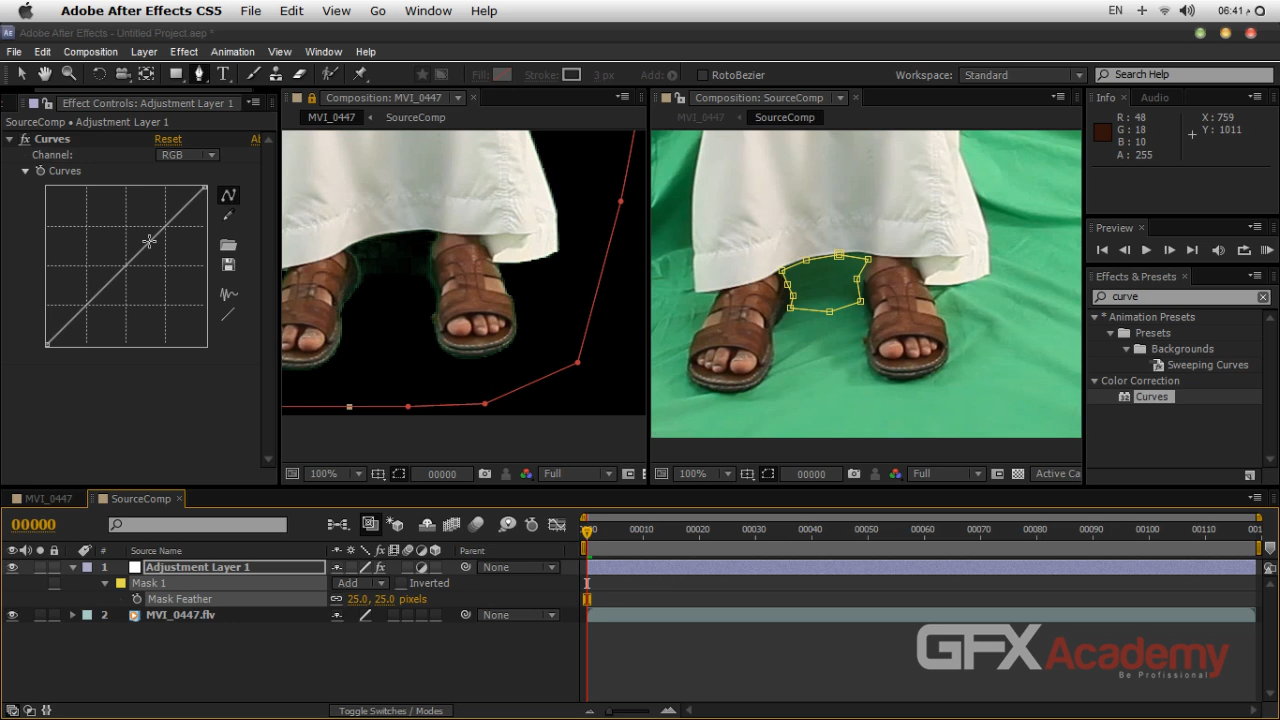 Adobe After Effects CS5 File Edit View Go Window Help EN 06:41 م
Adobe After Effects - Untitled Project.aep *
File Edit Composition Layer Effect Animation View Window Help
Fill: Stroke: 3 px Add: RotoBezier Workspace: Standard Search Help
Effect Controls: Adjustment Layer 1
SourceComp • Adjustment Layer 1
Curves Reset
Channel: RGB
Curves
Composition: MVI_0447
MVI_0447 SourceComp
100% 00000 Full
Composition: SourceComp
MVI_0447 SourceComp
100% 00000 Full Active Ca
Info Audio
R: 48 X: 759
G: 18 Y: 1011
B: 10
A: 255
Preview
Effects & Presets
curve
* Animation Presets
Presets
Backgrounds
Sweeping Curves
Color Correction
Curves
MVI_0447 SourceComp
00000
00010 00020 00030 00040 00050 00060 00070 00080 00090 00100 00110
# Source Name Parent
1 Adjustment Layer 1 None
Mask 1 Add Inverted
Mask Feather 25.0, 25.0 pixels
2 MVI_0447.flv None
Toggle Switches / Modes
GFXAcademy
Be Profissional